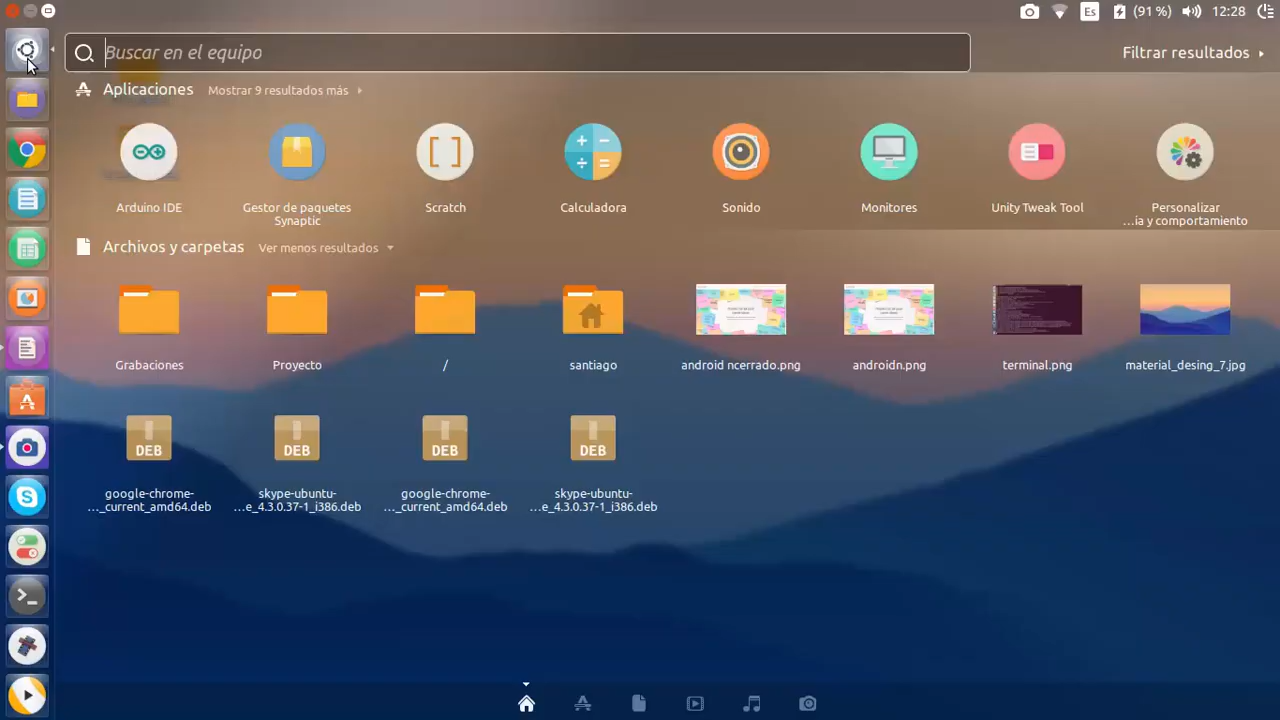 Es (91 %) 12:28
Buscar en el equipo
Filtrar resultados
Aplicaciones Mostrar 9 resultados más
Arduino IDE
Gestor de paquetes
Synaptic
Scratch
Calculadora
Sonido
Monitores
Unity Tweak Tool
Personalizar
…ía y comportamiento
Archivos y carpetas Ver menos resultados
Grabaciones
Proyecto
/
santiago
android ncerrado.png
androidn.png
terminal.png
material_desing_7.jpg
DEB
DEB
DEB
DEB
google-chrome-
…_current_amd64.deb
skype-ubuntu-
…e_4.3.0.37-1_i386.deb
google-chrome-
…_current_amd64.deb
skype-ubuntu-
…e_4.3.0.37-1_i386.deb